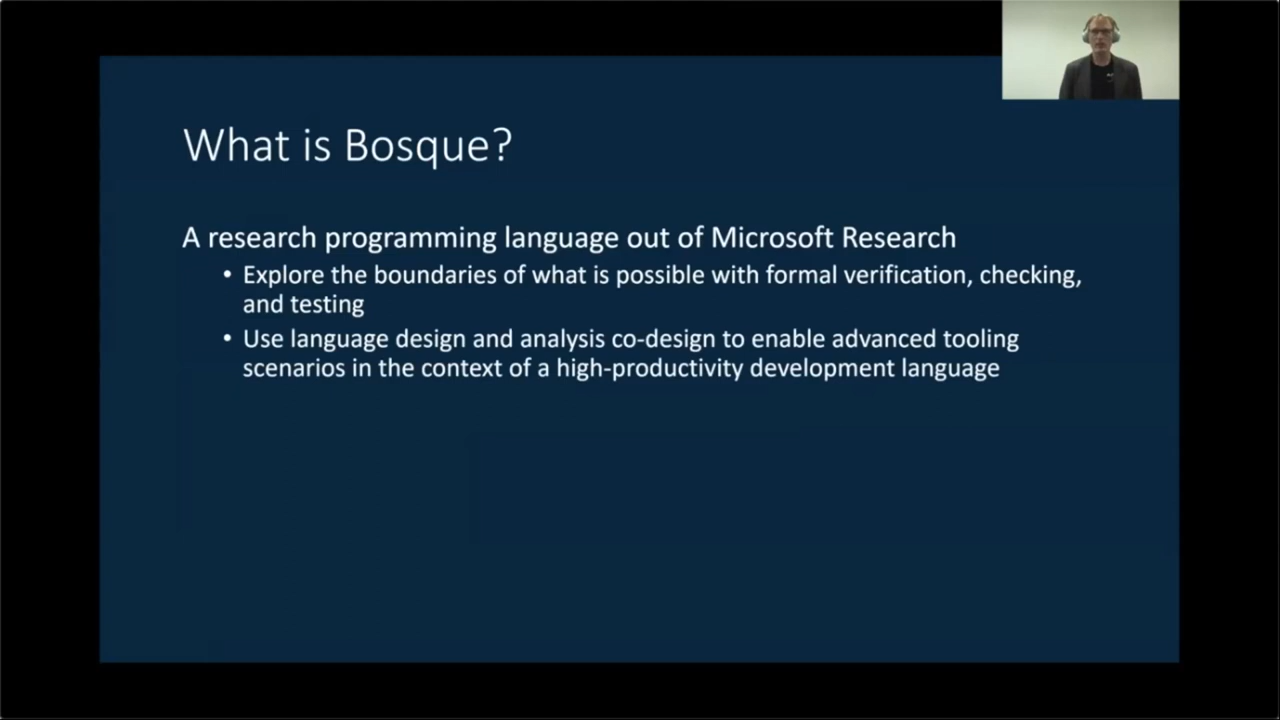 What is Bosque?
A research programming language out of Microsoft Research
• Explore the boundaries of what is possible with formal verification, checking,
and testing
• Use language design and analysis co-design to enable advanced tooling
scenarios in the context of a high-productivity development language